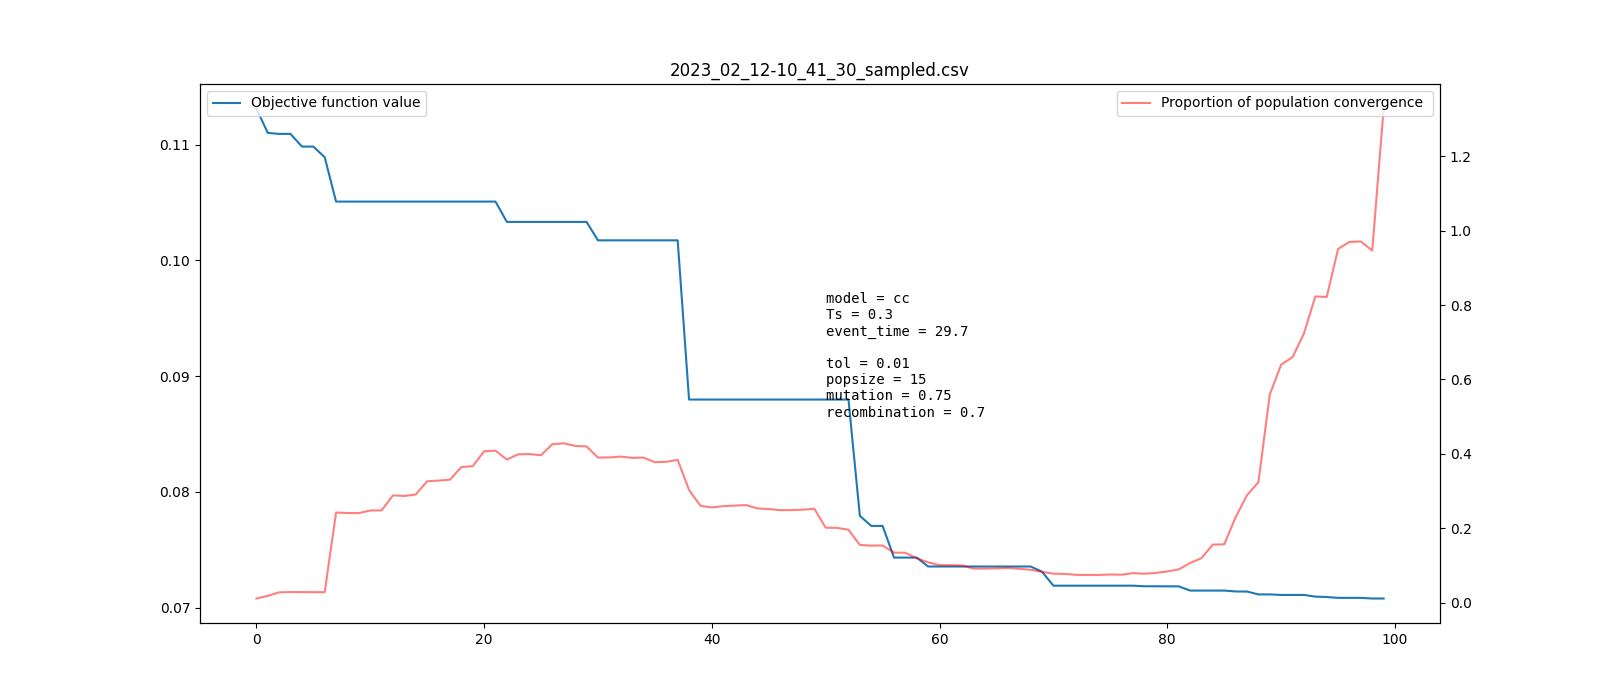 2023_02_12-10_41_30_sampled.csv
Objective function value
Proportion of population convergence
0.11
0.10
0.09
0.08
0.07
1.2
1.0
0.8
0.6
0.4
0.2
0.0
model = cc
Ts = 0.3
event_time = 29.7
tol = 0.01
popsize = 15
mutation = 0.75
recombination = 0.7
0 20 40 60 80 100